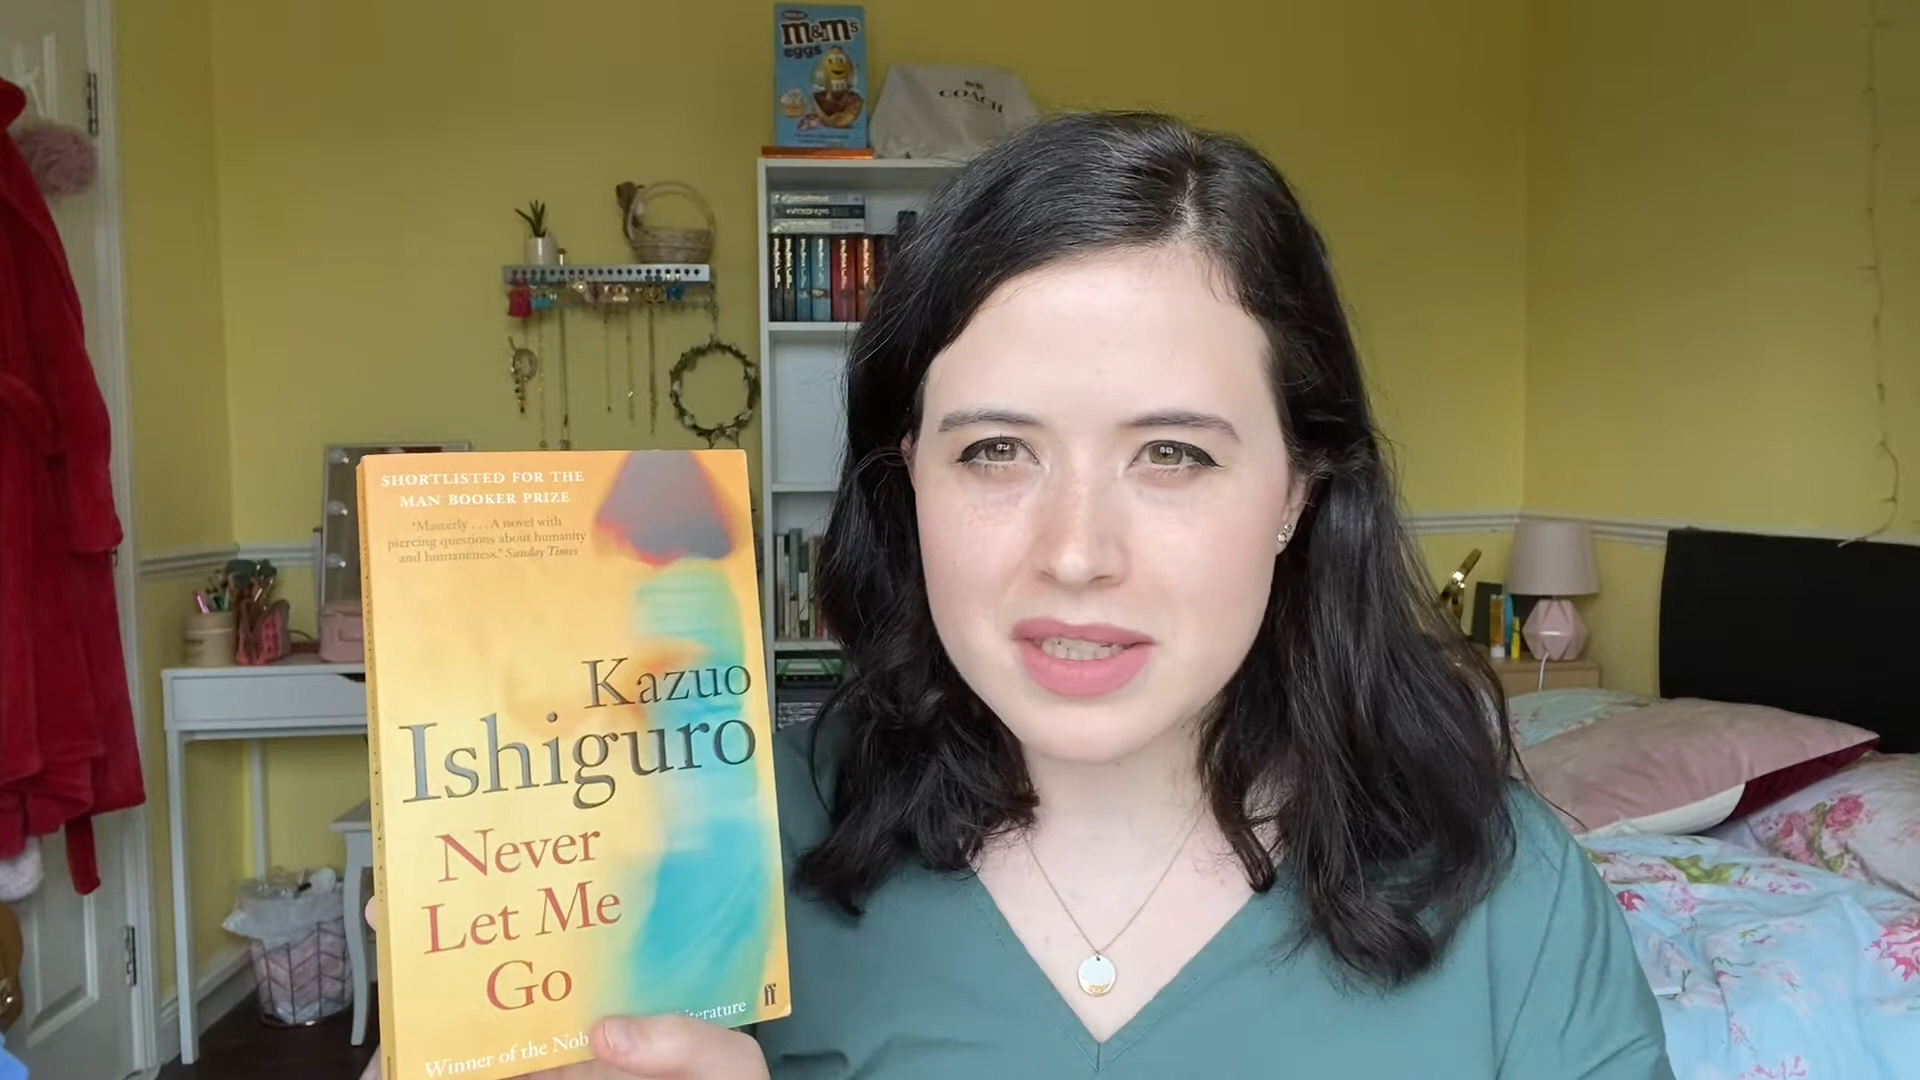 m&m's
eggs
COACH
SHORTLISTED FOR THE
MAN BOOKER PRIZE
‘Masterly . . . A novel with
piercing questions about humanity
and humaneness.’ Sunday Times
Kazuo
Ishiguro
Never
Let Me
Go
ff
Winner of the Nob
iterature